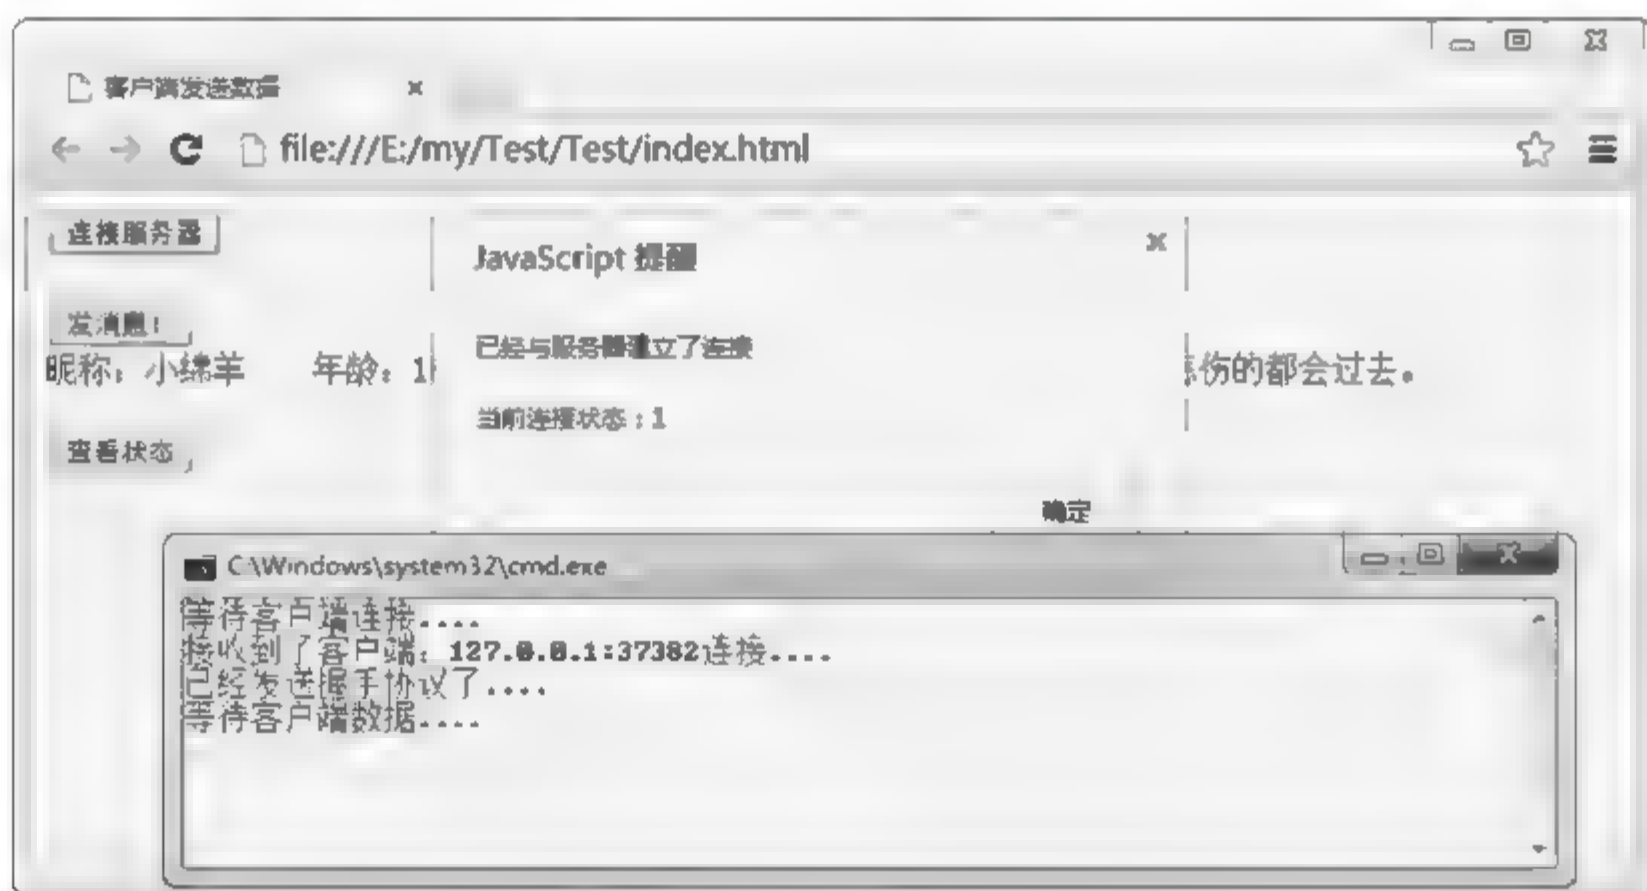 客户端发送数据
file:///E:/my/Test/Test/index.html
连接服务器
JavaScript 提醒
发消息:
已经与服务器建立了连接
昵称：小绵羊 年龄：1
伤的都会过去。
当前连接状态：1
查看状态
确定
C:\Windows\system32\cmd.exe
等待客户端连接....
接收到了客户端：127.0.0.1:37382连接....
已经发送握手协议了....
等待客户端数据....